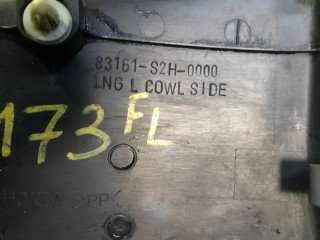 83161-S2H-0000
LNG L COWL SIDE
173 FL